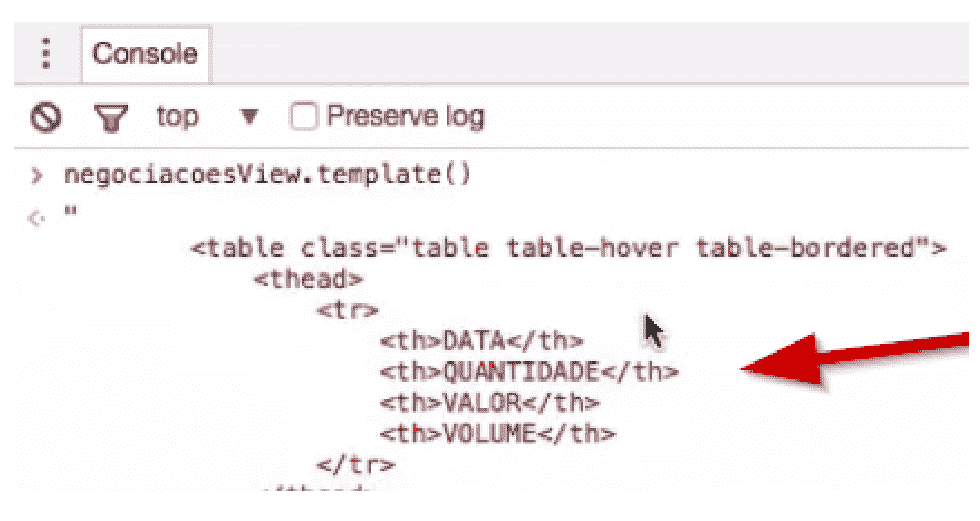 Console
top ▼ Preserve log
> negociacoesView.template()
<· "
<table class="table table-hover table-bordered">
<thead>
<tr>
<th>DATA</th>
<th>QUANTIDADE</th>
<th>VALOR</th>
<th>VOLUME</th>
</tr>